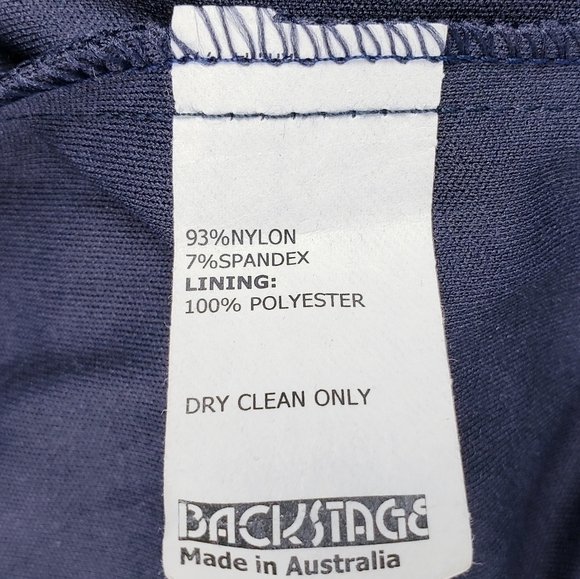 93%NYLON
7%SPANDEX
LINING:
100% POLYESTER
DRY CLEAN ONLY
BACKSTAGE
Made in Australia